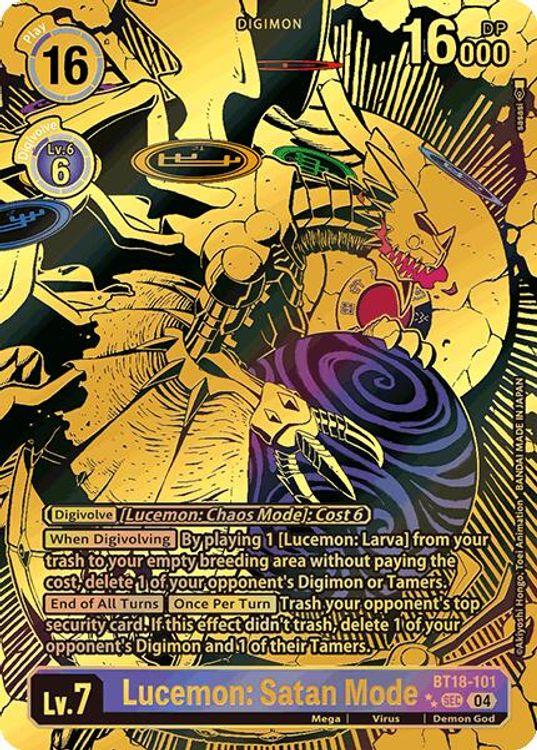 DIGIMON
Play
16
DP
16000
sasasi
Digivolve
Lv.6
6
Digivolve [Lucemon: Chaos Mode]: Cost 6
When Digivolving By playing 1 [Lucemon: Larva] from your
trash to your empty breeding area without paying the
cost, delete 1 of your opponent's Digimon or Tamers.
End of All Turns Once Per Turn Trash your opponent's top
security card. If this effect didn't trash, delete 1 of your
opponent's Digimon and 1 of their Tamers.
©Akiyoshi Hongo, Toei Animation BANDAI MADE IN JAPAN
Lv.7
Lucemon: Satan Mode
BT18-101
SEC
04
Mega | Virus | Demon God